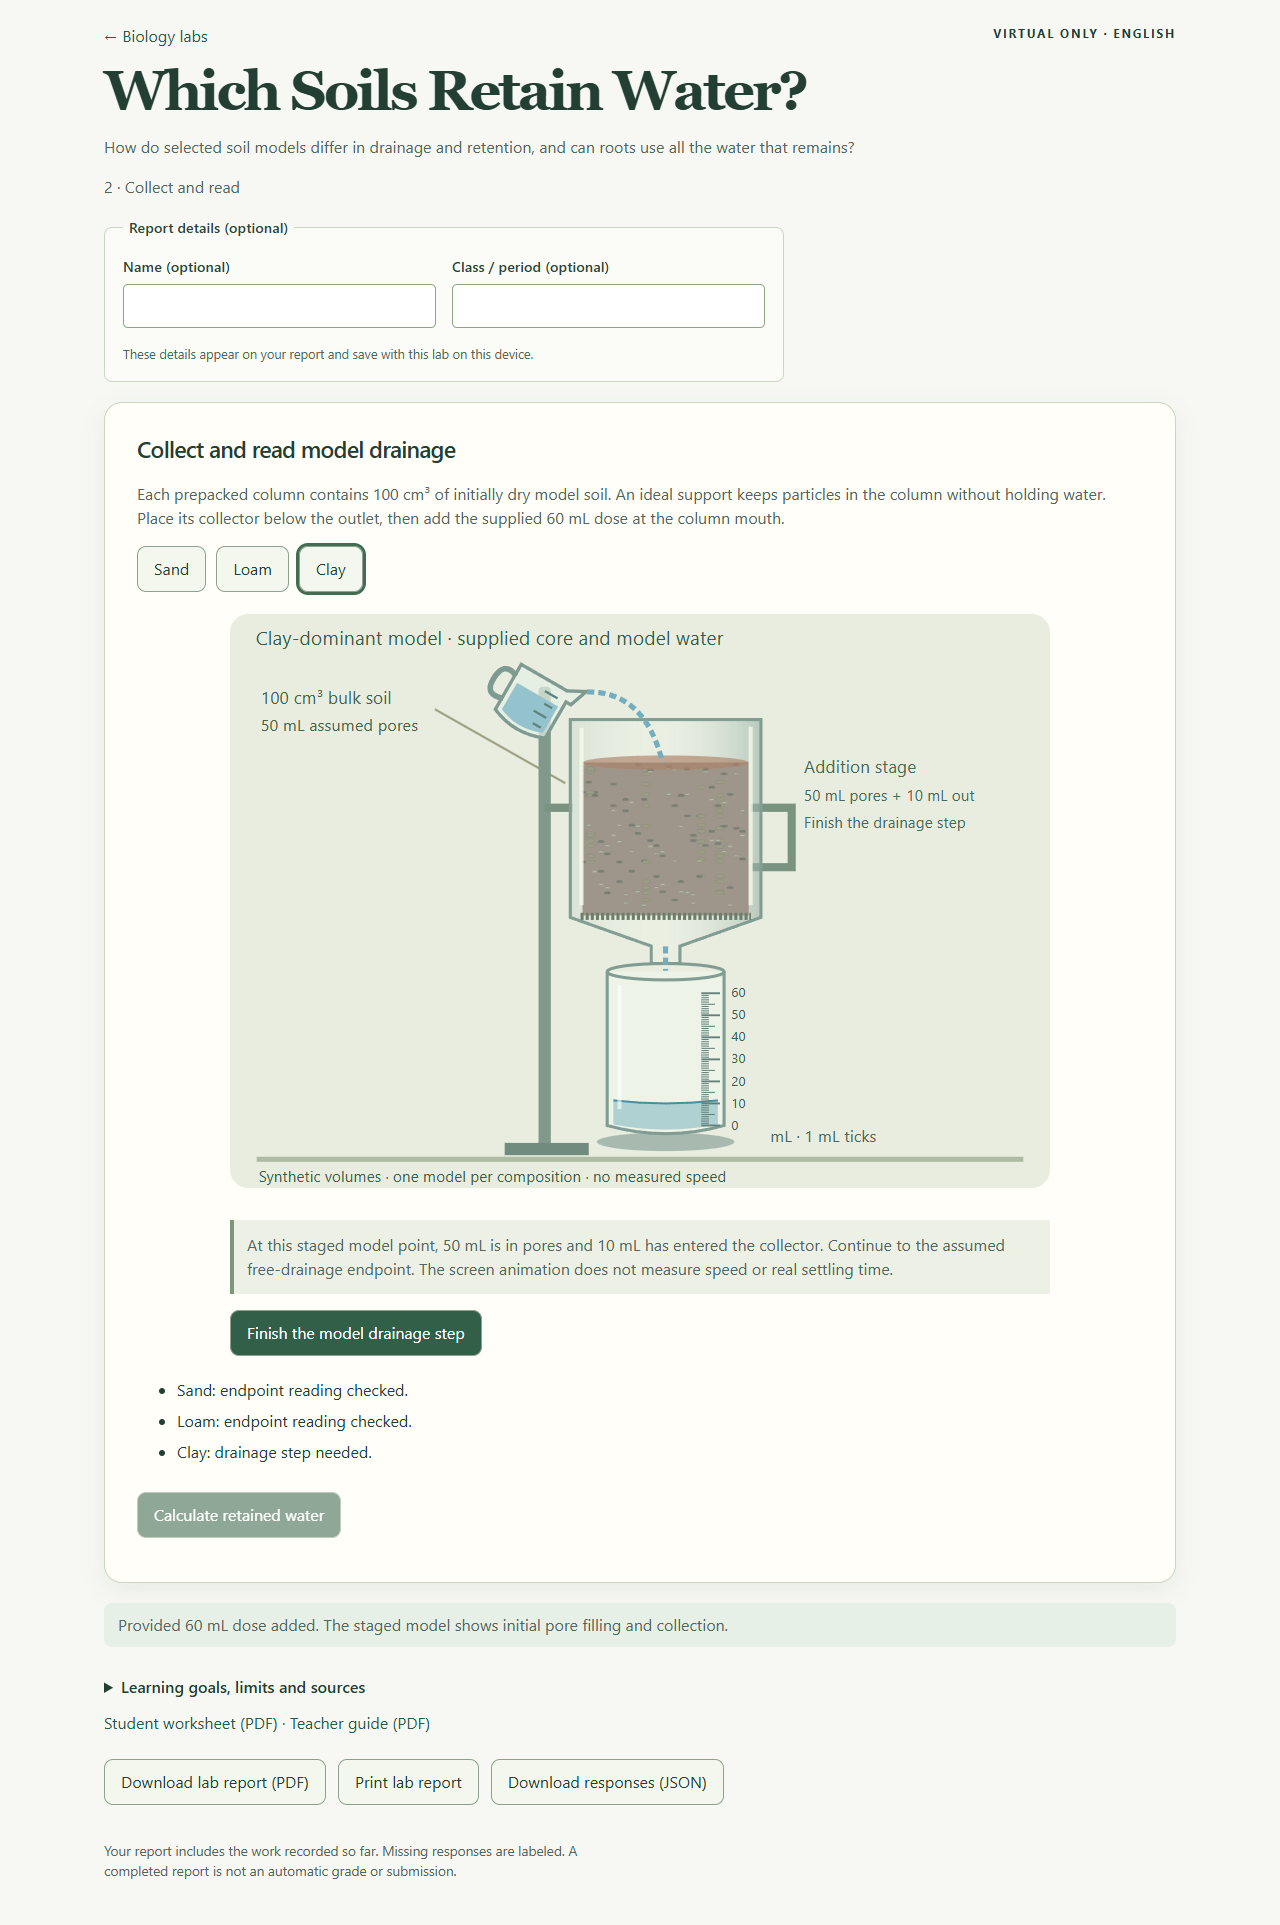 ← Biology labs
VIRTUAL ONLY · ENGLISH
Which Soils Retain Water?
How do selected soil models differ in drainage and retention, and can roots use all the water that remains?
2 · Collect and read
Report details (optional)
Name (optional)
Class / period (optional)
These details appear on your report and save with this lab on this device.
Collect and read model drainage
Each prepacked column contains 100 cm³ of initially dry model soil. An ideal support keeps particles in the column without holding water.
Place its collector below the outlet, then add the supplied 60 mL dose at the column mouth.
Sand
Loam
Clay
Clay-dominant model · supplied core and model water
100 cm³ bulk soil
50 mL assumed pores
Addition stage
50 mL pores + 10 mL out
Finish the drainage step
60
50
40
30
20
10
0
mL · 1 mL ticks
Synthetic volumes · one model per composition · no measured speed
At this staged model point, 50 mL is in pores and 10 mL has entered the collector. Continue to the assumed
free-drainage endpoint. The screen animation does not measure speed or real settling time.
Finish the model drainage step
• Sand: endpoint reading checked.
• Loam: endpoint reading checked.
• Clay: drainage step needed.
Calculate retained water
Provided 60 mL dose added. The staged model shows initial pore filling and collection.
▶ Learning goals, limits and sources
Student worksheet (PDF) · Teacher guide (PDF)
Download lab report (PDF)
Print lab report
Download responses (JSON)
Your report includes the work recorded so far. Missing responses are labeled. A
completed report is not an automatic grade or submission.